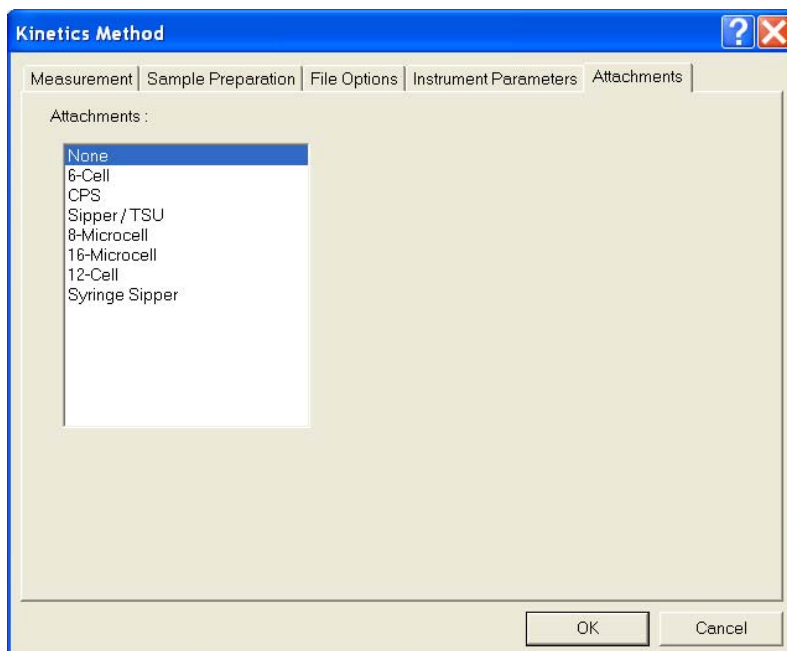 Kinetics Method
Measurement Sample Preparation File Options Instrument Parameters Attachments
Attachments :
None
6-Cell
CPS
Sipper / TSU
8-Microcell
16-Microcell
12-Cell
Syringe Sipper
OK Cancel